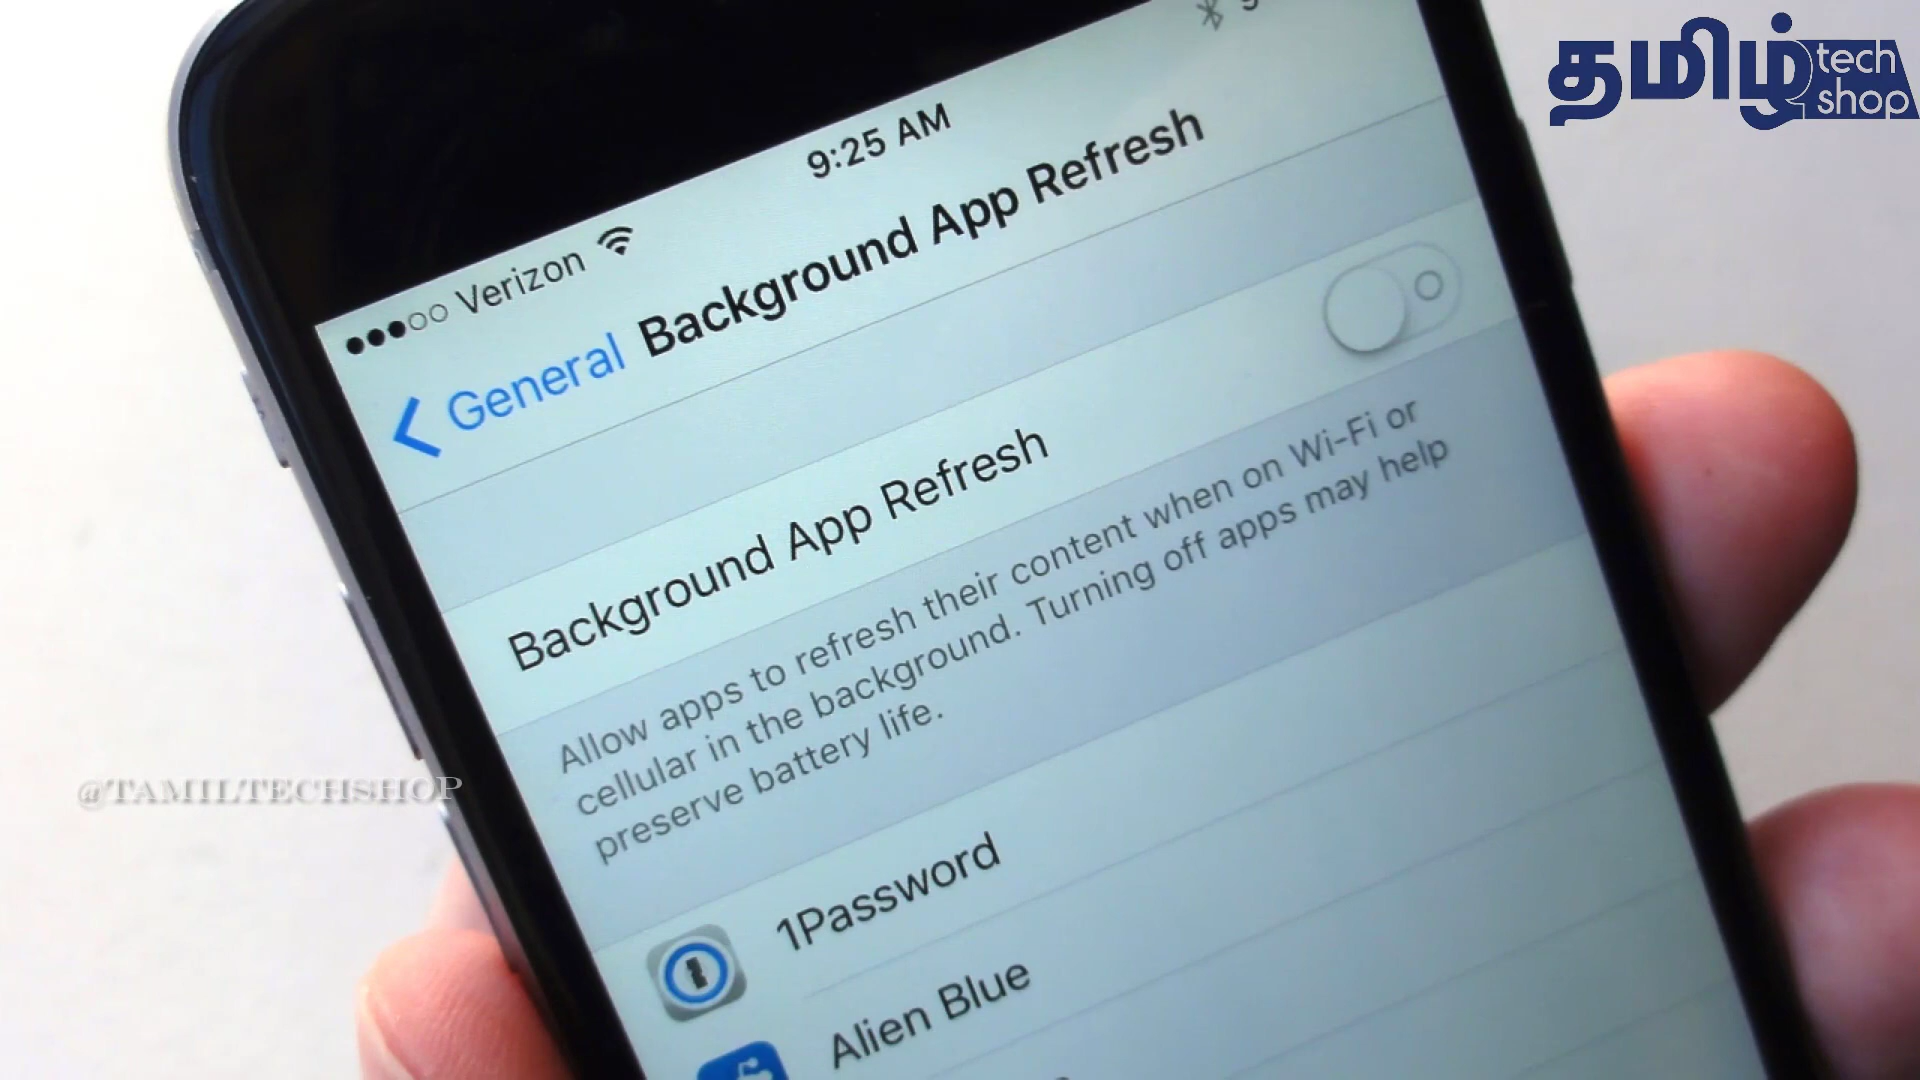 தமிழ் tech
shop
9:25 AM
Verizon
General Background App Refresh
Background App Refresh
Allow apps to refresh their content when on Wi-Fi or
cellular in the background. Turning off apps may help
preserve battery life.
@TAMILTECHSHOP
1Password
Alien Blue